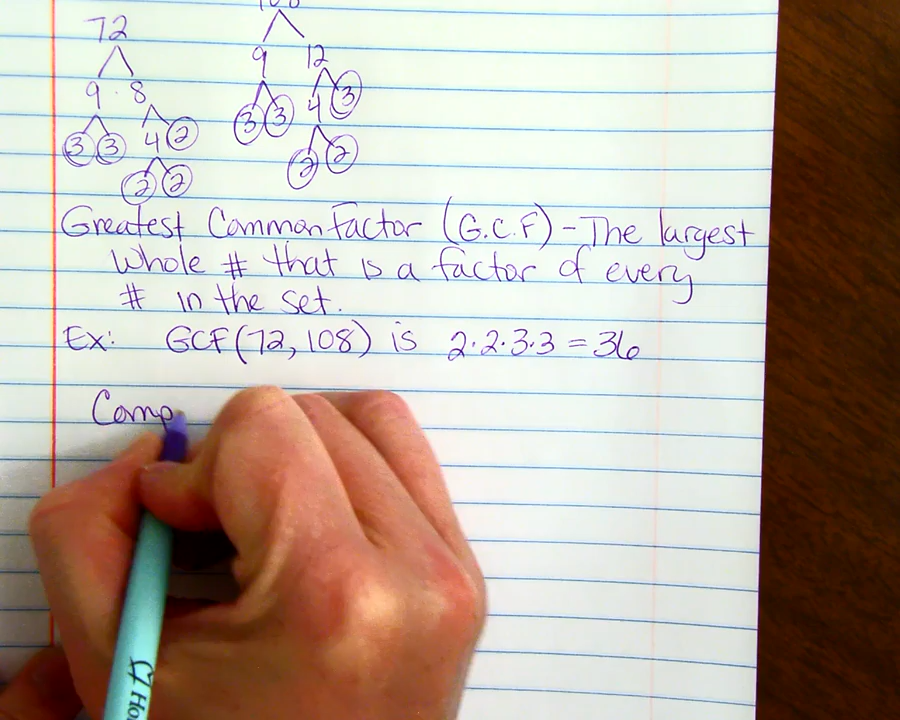 72 108
9 12
9 · 8
3 3 4 2 3 3 4 3
2 2 2 2
Greatest Common Factor (G.C.F) - The largest
whole # that is a factor of every
# in the set.
Ex: GCF(72, 108) is 2·2·3·3 = 36
Comp